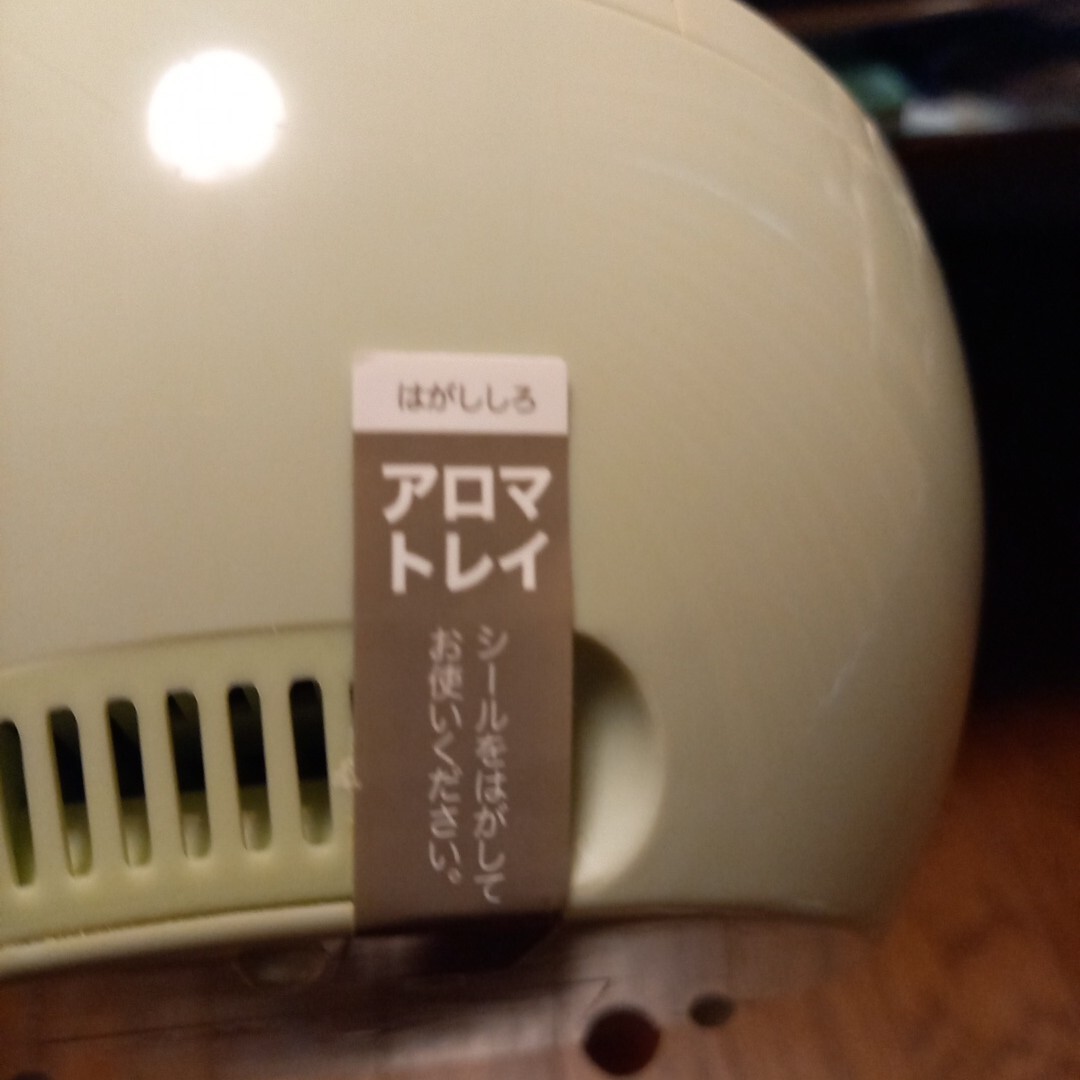 はがししろ
アロマ
トレイ
シールをはがして
お使いください。